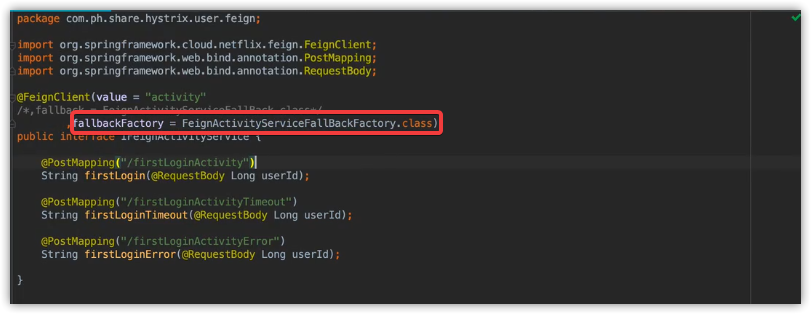 package com.ph.share.hystrix.user.feign;
import org.springframework.cloud.netflix.feign.FeignClient;
import org.springframework.web.bind.annotation.PostMapping;
import org.springframework.web.bind.annotation.RequestBody;
@FeignClient(value = "activity"
/*,fallback = FeignActivityServiceFallBack.class*/
,fallbackFactory = FeignActivityServiceFallBackFactory.class)
public interface IFeignActivityService {
@PostMapping("/firstLoginActivity")
String firstLogin(@RequestBody Long userId);
@PostMapping("/firstLoginActivityTimeout")
String firstLoginTimeout(@RequestBody Long userId);
@PostMapping("/firstLoginActivityError")
String firstLoginError(@RequestBody Long userId);
}